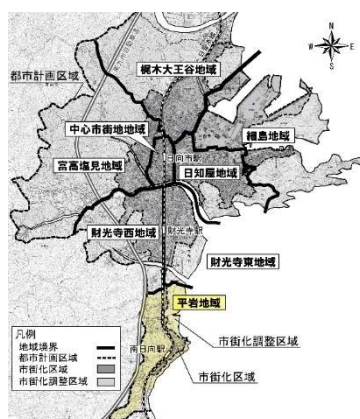 N
W E
S
梶木大王谷地域
都市計画区域
中心市街地地域
細島地域
日向市駅
富高塩見地域
日知屋地域
財光寺西地域
財光寺駅
財光寺東地域
平岩地域
凡例
地域境界
都市計画区域
市街化区域
市街化調整区域
南日向駅
市街化調整区域
市街化区域